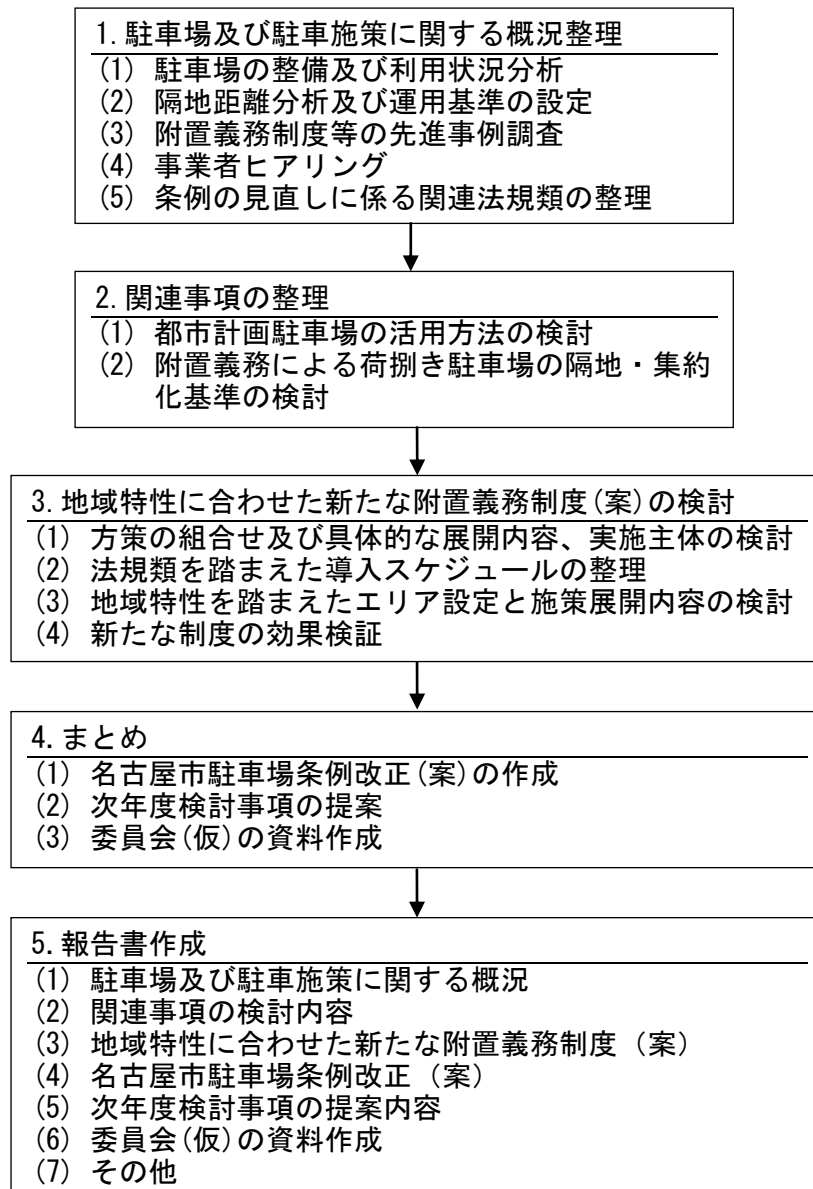 1.駐車場及び駐車施策に関する概況整理
(1) 駐車場の整備及び利用状況分析
(2) 隔地距離分析及び運用基準の設定
(3) 附置義務制度等の先進事例調査
(4) 事業者ヒアリング
(5) 条例の見直しに係る関連法規類の整理
2.関連事項の整理
(1) 都市計画駐車場の活用方法の検討
(2) 附置義務による荷捌き駐車場の隔地・集約
化基準の検討
3.地域特性に合わせた新たな附置義務制度(案)の検討
(1) 方策の組合せ及び具体的な展開内容、実施主体の検討
(2) 法規類を踏まえた導入スケジュールの整理
(3) 地域特性を踏まえたエリア設定と施策展開内容の検討
(4) 新たな制度の効果検証
4.まとめ
(1) 名古屋市駐車場条例改正(案)の作成
(2) 次年度検討事項の提案
(3) 委員会(仮)の資料作成
5.報告書作成
(1) 駐車場及び駐車施策に関する概況
(2) 関連事項の検討内容
(3) 地域特性に合わせた新たな附置義務制度（案）
(4) 名古屋市駐車場条例改正（案）
(5) 次年度検討事項の提案内容
(6) 委員会(仮)の資料作成
(7) その他